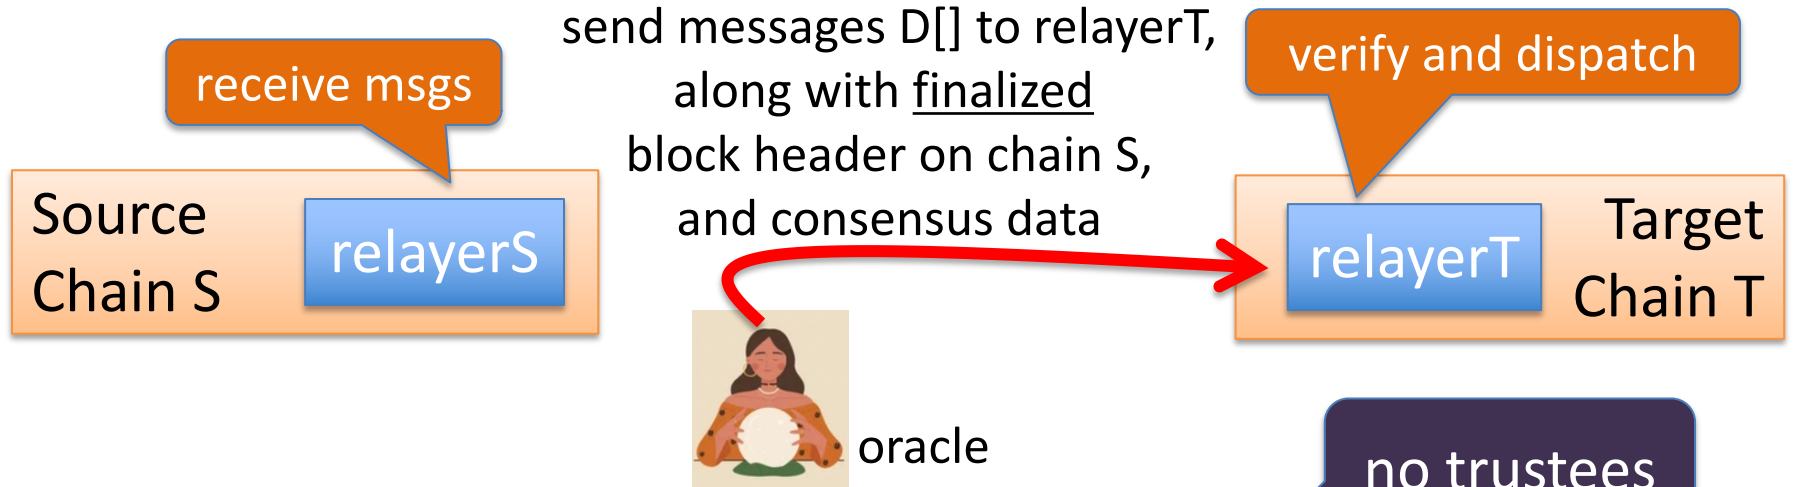 send messages D[] to relayerT,
along with finalized
block header on chain S,
and consensus data
receive msgs
verify and dispatch
Source
Chain S
relayerS
relayerT
Target
Chain T
oracle
no trustees